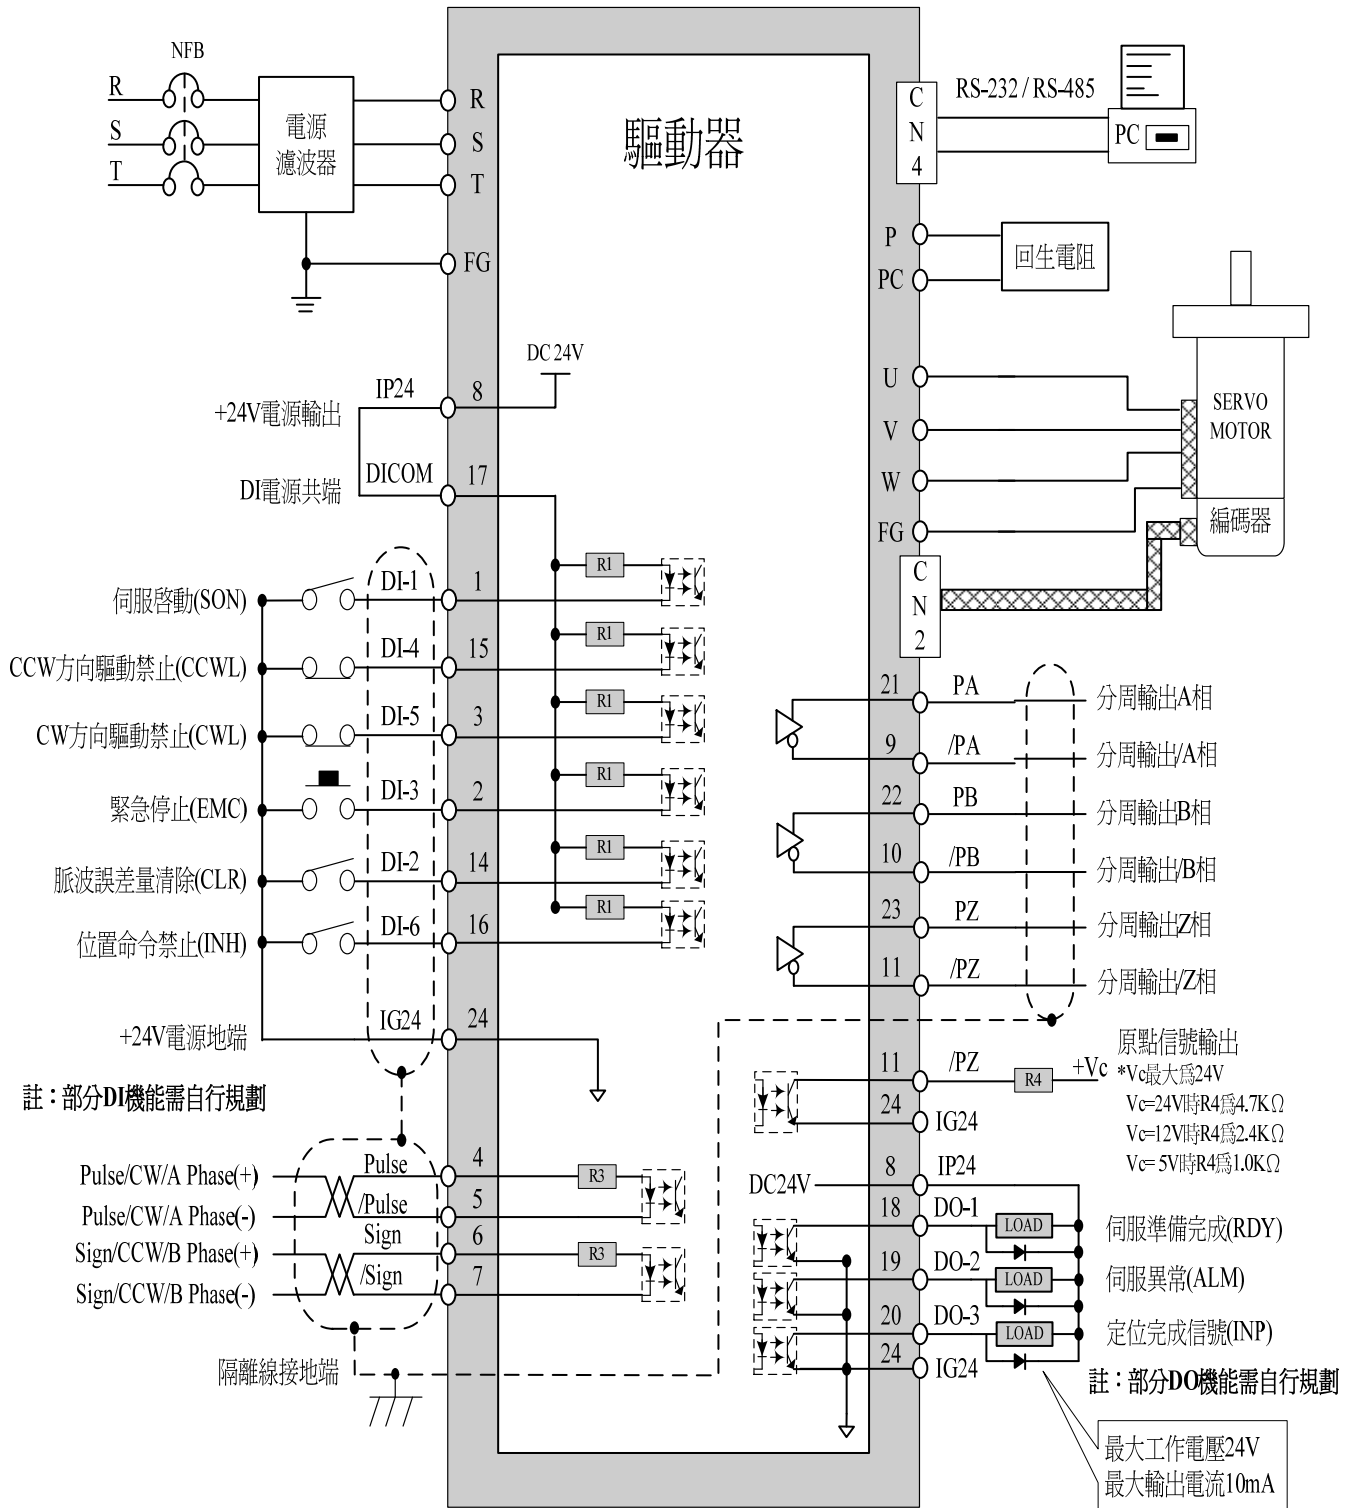 NFB
R
S
T
電源
濾波器
R
S
T
FG
驅動器
C
N
4
RS-232 / RS-485
PC
P
PC
回生電阻
U
V
W
FG
SERVO
MOTOR
編碼器
C
N
2
DC 24V
+24V電源輸出
IP24
8
DI電源共端
DICOM
17
伺服啓動(SON)
DI-1
1
R1
CCW方向驅動禁止(CCWL)
DI-4
15
R1
CW方向驅動禁止(CWL)
DI-5
3
R1
緊急停止(EMC)
DI-3
2
R1
脈波誤差量清除(CLR)
DI-2
14
R1
位置命令禁止(INH)
DI-6
16
R1
+24V電源地端
IG24
24
註：部分DI機能需自行規劃
Pulse/CW/A Phase(+)
Pulse
4
R3
Pulse/CW/A Phase(-)
/Pulse
5
Sign/CCW/B Phase(+)
Sign
6
R3
Sign/CCW/B Phase(-)
/Sign
7
隔離線接地端
21
PA
分周輸出A相
9
/PA
分周輸出/A相
22
PB
分周輸出B相
10
/PB
分周輸出/B相
23
PZ
分周輸出Z相
11
/PZ
分周輸出/Z相
11
/PZ
R4
+Vc
24
IG24
原點信號輸出
*Vc最大爲24V
Vc=24V時R4爲4.7KΩ
Vc=12V時R4爲2.4KΩ
Vc= 5V時R4爲1.0KΩ
DC24V
8
IP24
18
DO-1
LOAD
伺服準備完成(RDY)
19
DO-2
LOAD
伺服異常(ALM)
20
DO-3
LOAD
定位完成信號(INP)
24
IG24
註：部分DO機能需自行規劃
最大工作電壓24V
最大輸出電流10mA